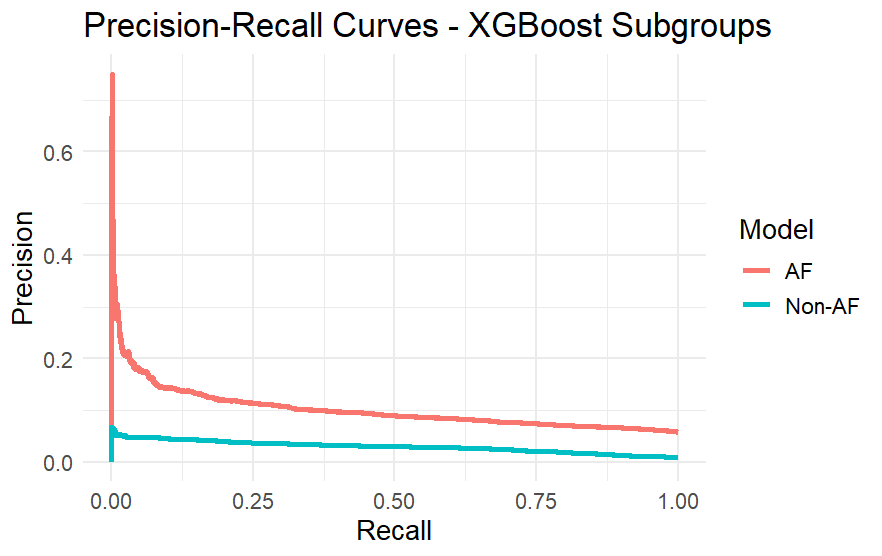 Precision-Recall Curves - XGBoost Subgroups
Precision
0.6
0.4
0.2
0.0
0.00 0.25 0.50 0.75 1.00
Recall
Model
AF
Non-AF